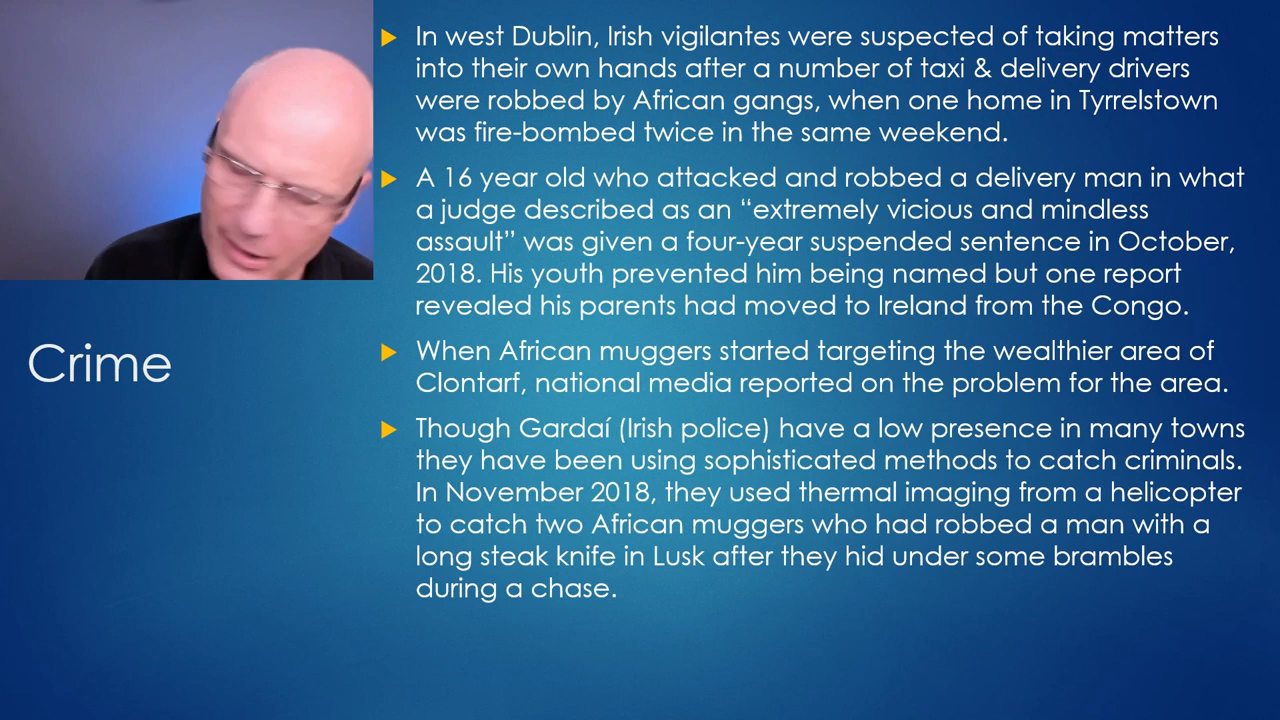 In west Dublin, Irish vigilantes were suspected of taking matters
into their own hands after a number of taxi & delivery drivers
were robbed by African gangs, when one home in Tyrrelstown
was fire-bombed twice in the same weekend.
A 16 year old who attacked and robbed a delivery man in what
a judge described as an “extremely vicious and mindless
assault” was given a four-year suspended sentence in October,
2018. His youth prevented him being named but one report
revealed his parents had moved to Ireland from the Congo.
When African muggers started targeting the wealthier area of
Clontarf, national media reported on the problem for the area.
Though Gardaí (Irish police) have a low presence in many towns
they have been using sophisticated methods to catch criminals.
In November 2018, they used thermal imaging from a helicopter
to catch two African muggers who had robbed a man with a
long steak knife in Lusk after they hid under some brambles
during a chase.
Crime